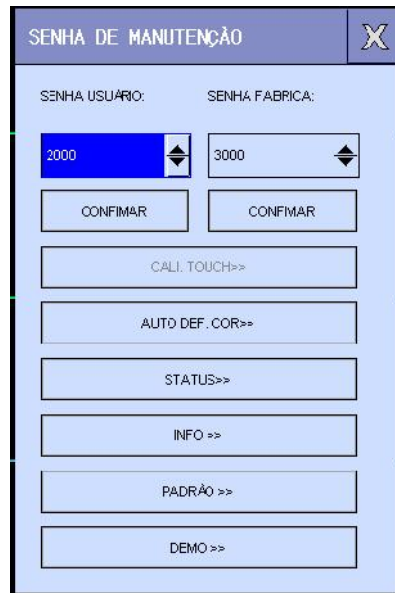 SENHA DE MANUTENÇÃO X
SENHA USUÁRIO: SENHA FABRICA:
2000 3000
CONFIMAR CONFIMAR
CALI. TOUCH>>
AUTO DEF. COR>>
STATUS>>
INFO >>
PADRÃO >>
DEMO >>